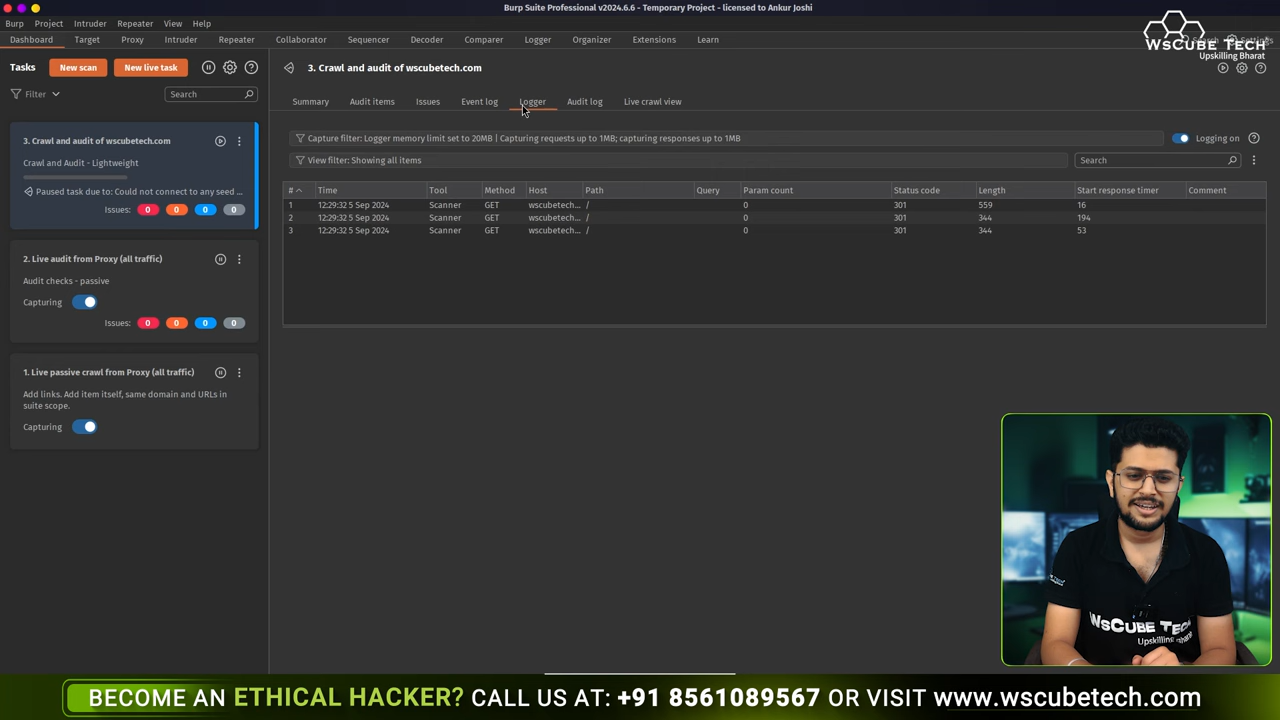 Burp Suite Professional v2024.6.6 - Temporary Project - licensed to Ankur Joshi
Burp Project Intruder Repeater View Help
Dashboard Target Proxy Intruder Repeater Collaborator Sequencer Decoder Comparer Logger Organizer Extensions Learn
WsCUBE TECH
Upskilling Bharat
Tasks New scan New live task
Filter Search
3. Crawl and audit of wscubetech.com
Summary Audit items Issues Event log Logger Audit log Live crawl view
3. Crawl and audit of wscubetech.com
Crawl and Audit - Lightweight
Paused task due to: Could not connect to any seed ...
Issues: 0 0 0 0
2. Live audit from Proxy (all traffic)
Audit checks - passive
Capturing
Issues: 0 0 0 0
1. Live passive crawl from Proxy (all traffic)
Add links. Add item itself, same domain and URLs in
suite scope.
Capturing
Capture filter: Logger memory limit set to 20MB | Capturing requests up to 1MB; capturing responses up to 1MB
Logging on
View filter: Showing all items
Search
# Time Tool Method Host Path Query Param count Status code Length Start response timer Comment
1 12:29:32 5 Sep 2024 Scanner GET wscubetech... / 0 301 559 16
2 12:29:32 5 Sep 2024 Scanner GET wscubetech... / 0 301 344 194
3 12:29:32 5 Sep 2024 Scanner GET wscubetech... / 0 301 344 53
WsCUBE TECH
Upskilling Bharat
BECOME AN ETHICAL HACKER? CALL US AT: +91 8561089567 OR VISIT www.wscubetech.com